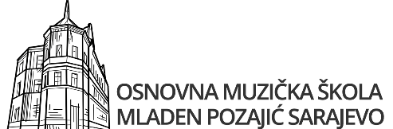 OSNOVNA MUZIČKA ŠKOLA
MLADEN POZAJIĆ SARAJEVO